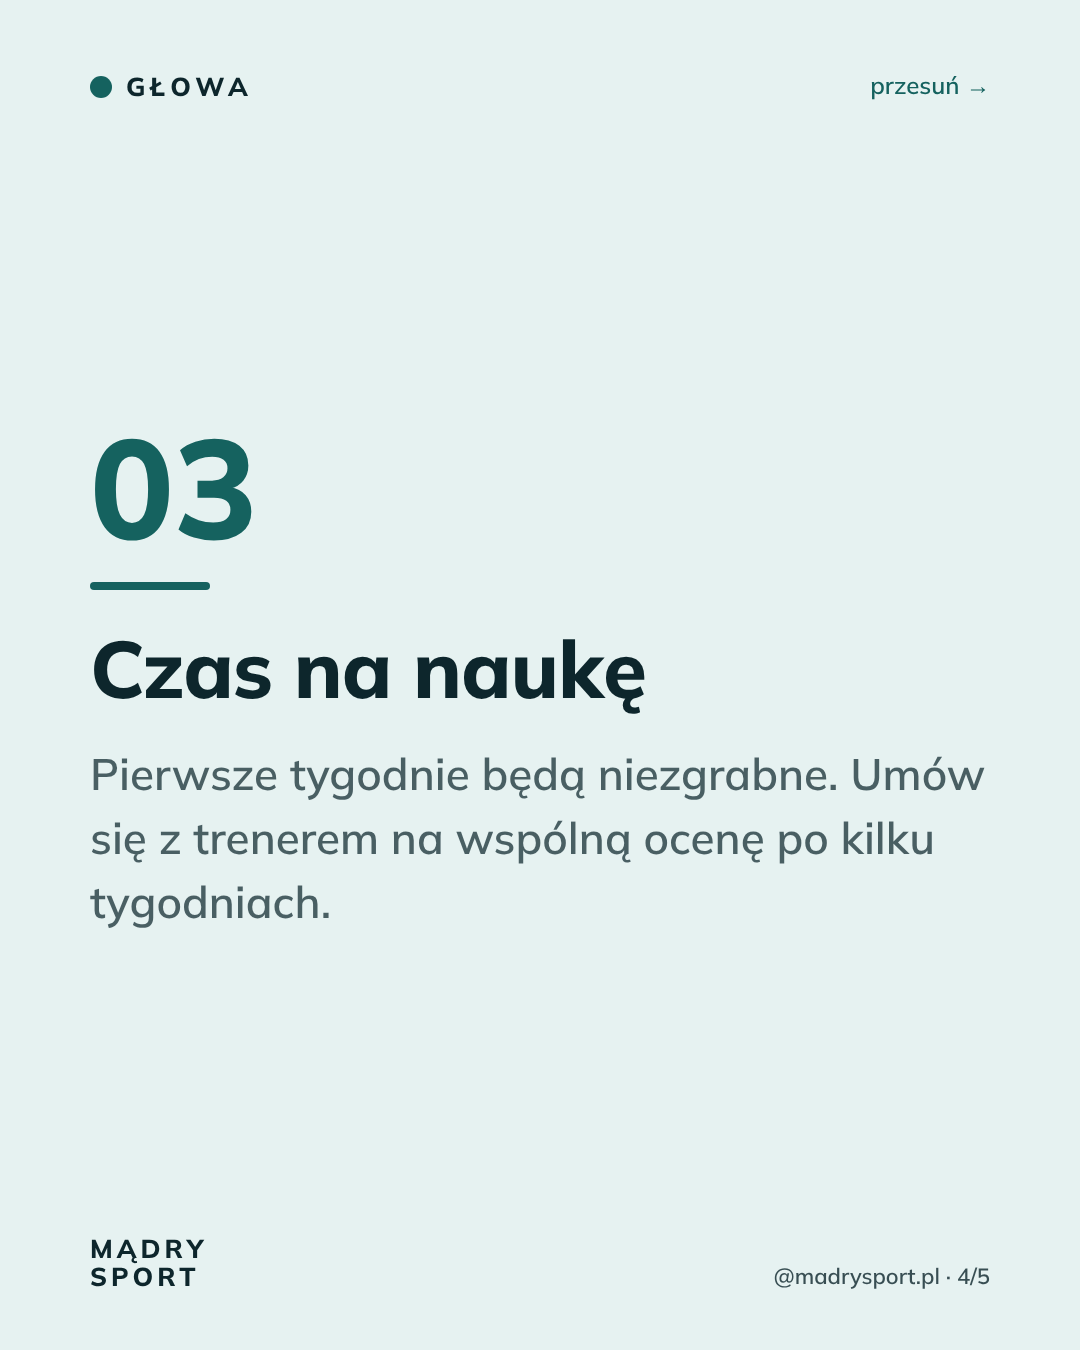 GŁOWA
przesuń →
03
Czas na naukę
Pierwsze tygodnie będą niezgrabne. Umów
się z trenerem na wspólną ocenę po kilku
tygodniach.
MĄDRY
SPORT
@madrysport.pl · 4/5